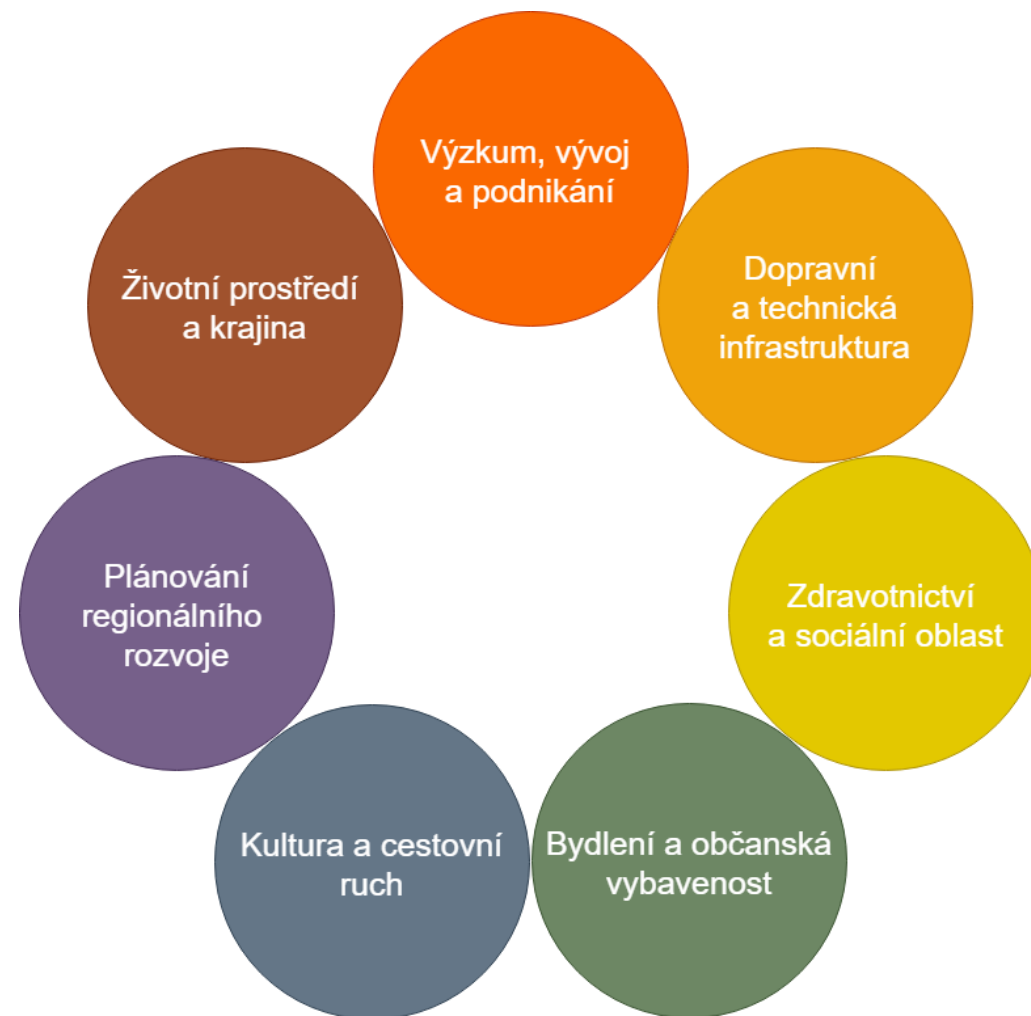 Výzkum, vývoj
a podnikání
Dopravní
a technická
infrastruktura
Zdravotnictví
a sociální oblast
Bydlení a občanská
vybavenost
Kultura a cestovní
ruch
Plánování
regionálního
rozvoje
Životní prostředí
a krajina